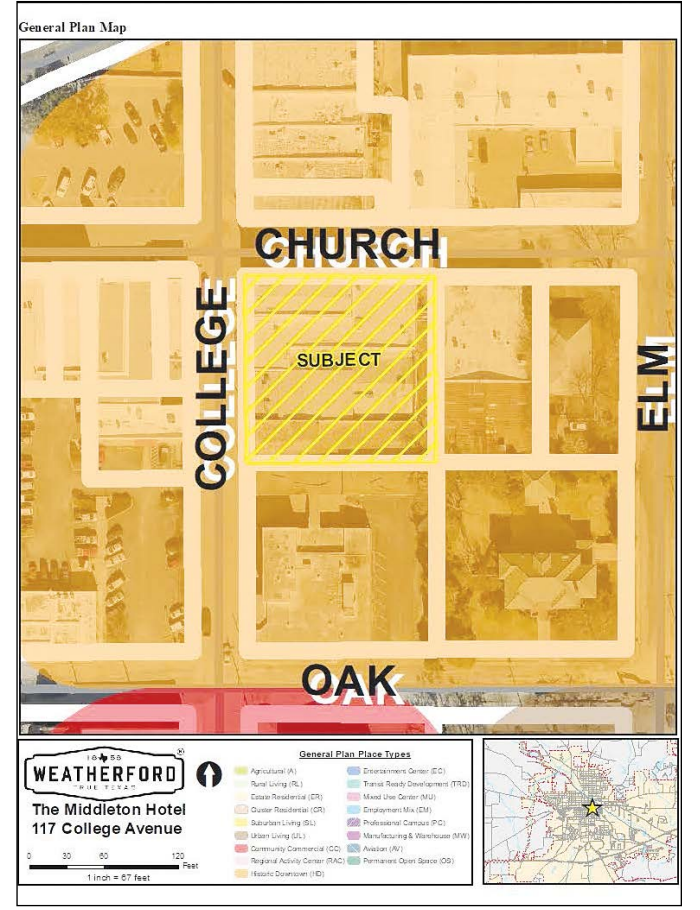 General Plan Map
CHURCH
COLLEGE
SUBJECT
ELM
OAK
1856
WEATHERFORD
TRUE TEXAS
®
The Middleton Hotel
117 College Avenue
0 30 60 120
Feet
1 inch = 67 feet
General Plan Place Types
Agricultural (A)
Rural Living (RL)
Estate Residential (ER)
Cluster Residential (CR)
Suburban Living (SL)
Urban Living (UL)
Community Commercial (CC)
Regional Activity Center (RAC)
Historic Downtown (HD)
Entertainment Center (EC)
Transit Ready Development (TRD)
Mixed Use Center (MU)
Employment Mix (EM)
Professional Campus (PC)
Manufacturing & Warehouse (MW)
Aviation (AV)
Permanent Open Space (OS)